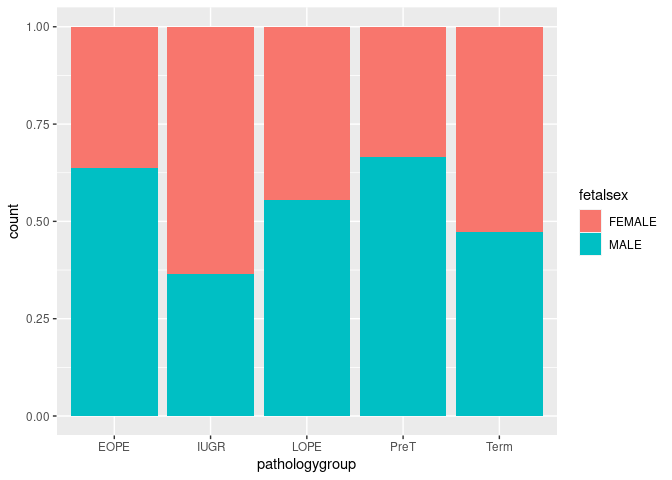 1.00
0.75
0.50
0.25
0.00
count
EOPE IUGR LOPE PreT Term
pathologygroup
fetalsex
FEMALE
MALE